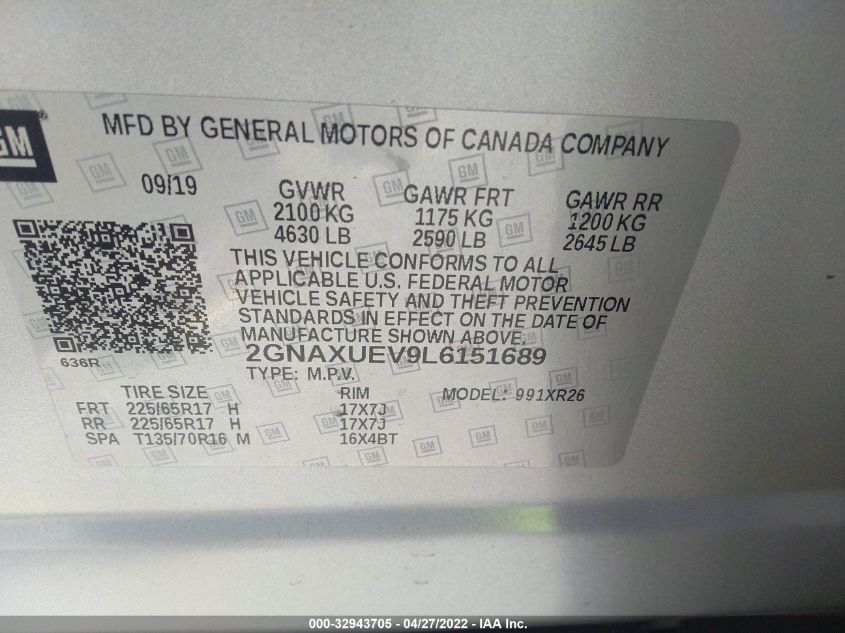 GM®
MFD BY GENERAL MOTORS OF CANADA COMPANY
09/19
GVWR
2100 KG
4630 LB
GAWR FRT
1175 KG
2590 LB
GAWR RR
1200 KG
2645 LB
THIS VEHICLE CONFORMS TO ALL
APPLICABLE U.S. FEDERAL MOTOR
VEHICLE SAFETY AND THEFT PREVENTION
STANDARDS IN EFFECT ON THE DATE OF
MANUFACTURE SHOWN ABOVE.
636R
2GNAXUEV9L6151689
TYPE: M.P.V.
MODEL: 991XR26
TIRE SIZE RIM
FRT 225/65R17 H 17X7J
RR 225/65R17 H 17X7J
SPA T135/70R16 M 16X4BT
000-32943705 - 04/27/2022 - IAAI Inc.